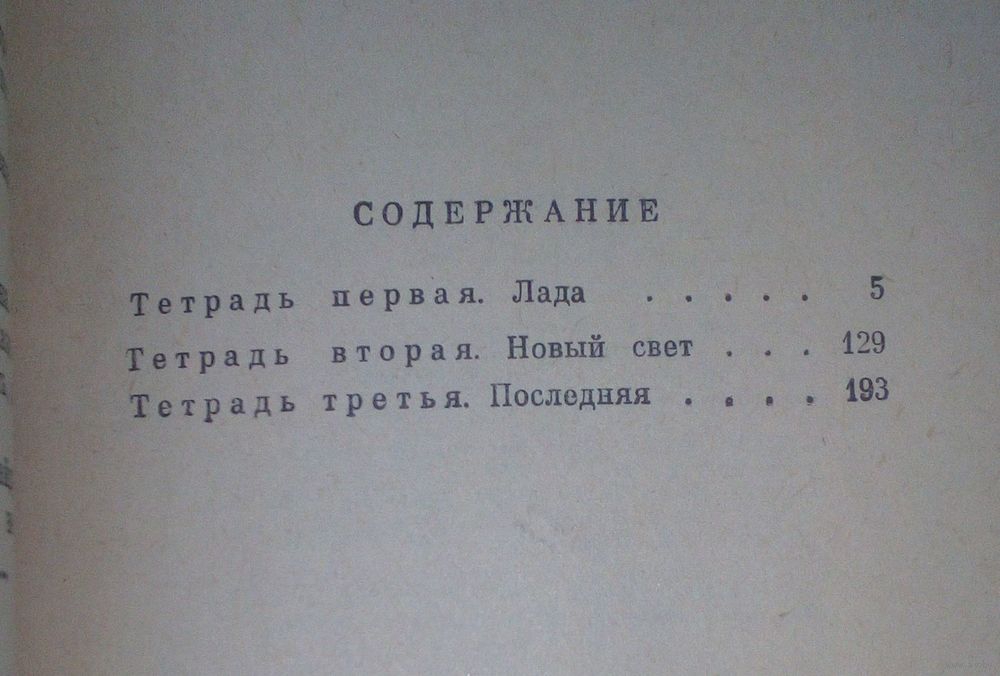 СОДЕРЖАНИЕ
Тетрадь первая. Лада . . . . . 5
Тетрадь вторая. Новый свет . . . 129
Тетрадь третья. Последняя . . . . 193